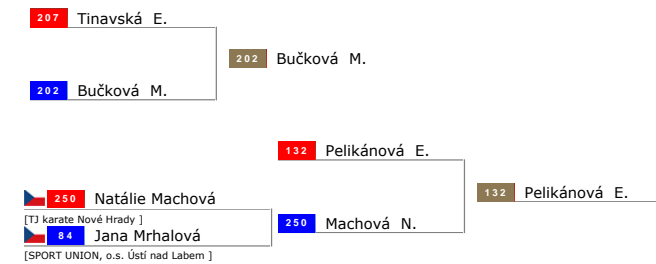 207 Tinavská E.
202 Bučková M.
202 Bučková M.
132 Pelikánová E.
132 Pelikánová E.
250 Natálie Machová
[TJ karate Nové Hrady ]
250 Machová N.
84 Jana Mrhalová
[SPORT UNION, o.s. Ústí nad Labem ]